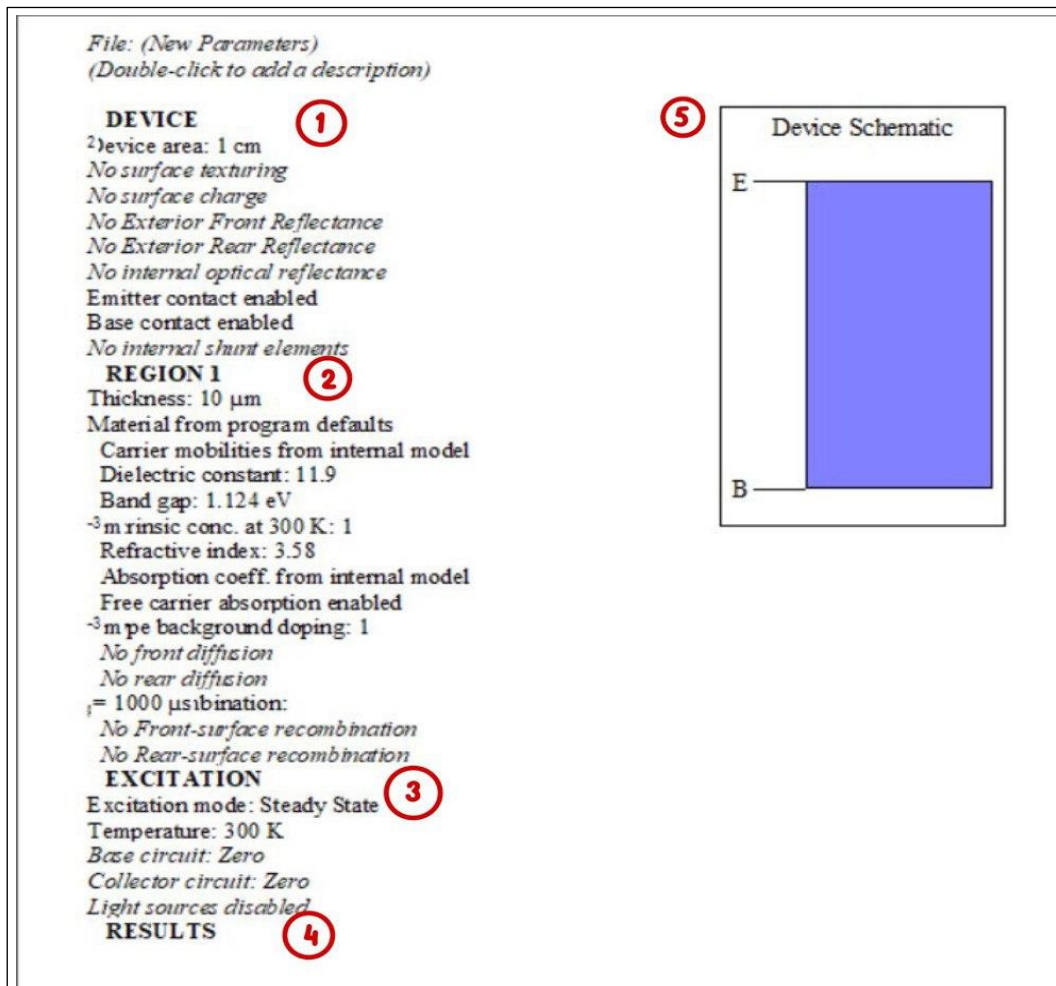 File: (New Parameters)
(Double-click to add a description)
DEVICE
1
²)evice area: 1 cm
No surface texturing
No surface charge
No Exterior Front Reflectance
No Exterior Rear Reflectance
No internal optical reflectance
Emitter contact enabled
Base contact enabled
No internal shunt elements
REGION 1
2
Thickness: 10 µm
Material from program defaults
Carrier mobilities from internal model
Dielectric constant: 11.9
Band gap: 1.124 eV
⁻³m rinsic conc. at 300 K: 1
Refractive index: 3.58
Absorption coeff. from internal model
Free carrier absorption enabled
⁻³m pe background doping: 1
No front diffusion
No rear diffusion
= 1000 µs ibination:
No Front-surface recombination
No Rear-surface recombination
EXCITATION
3
Excitation mode: Steady State
Temperature: 300 K
Base circuit: Zero
Collector circuit: Zero
Light sources disabled
RESULTS
4
5
Device Schematic
E
B